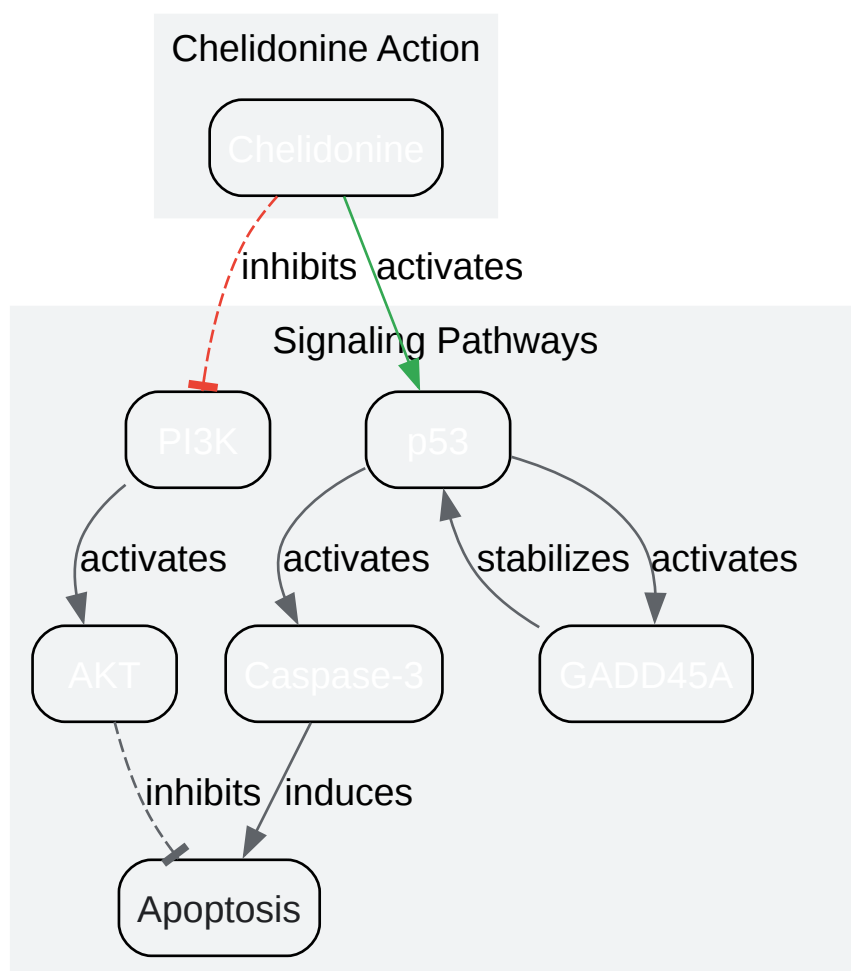 Chelidonine Action
Chelidonine
inhibits
activates
Signaling Pathways
PI3K
p53
activates
activates
stabilizes
activates
AKT
Caspase-3
GADD45A
inhibits
induces
Apoptosis